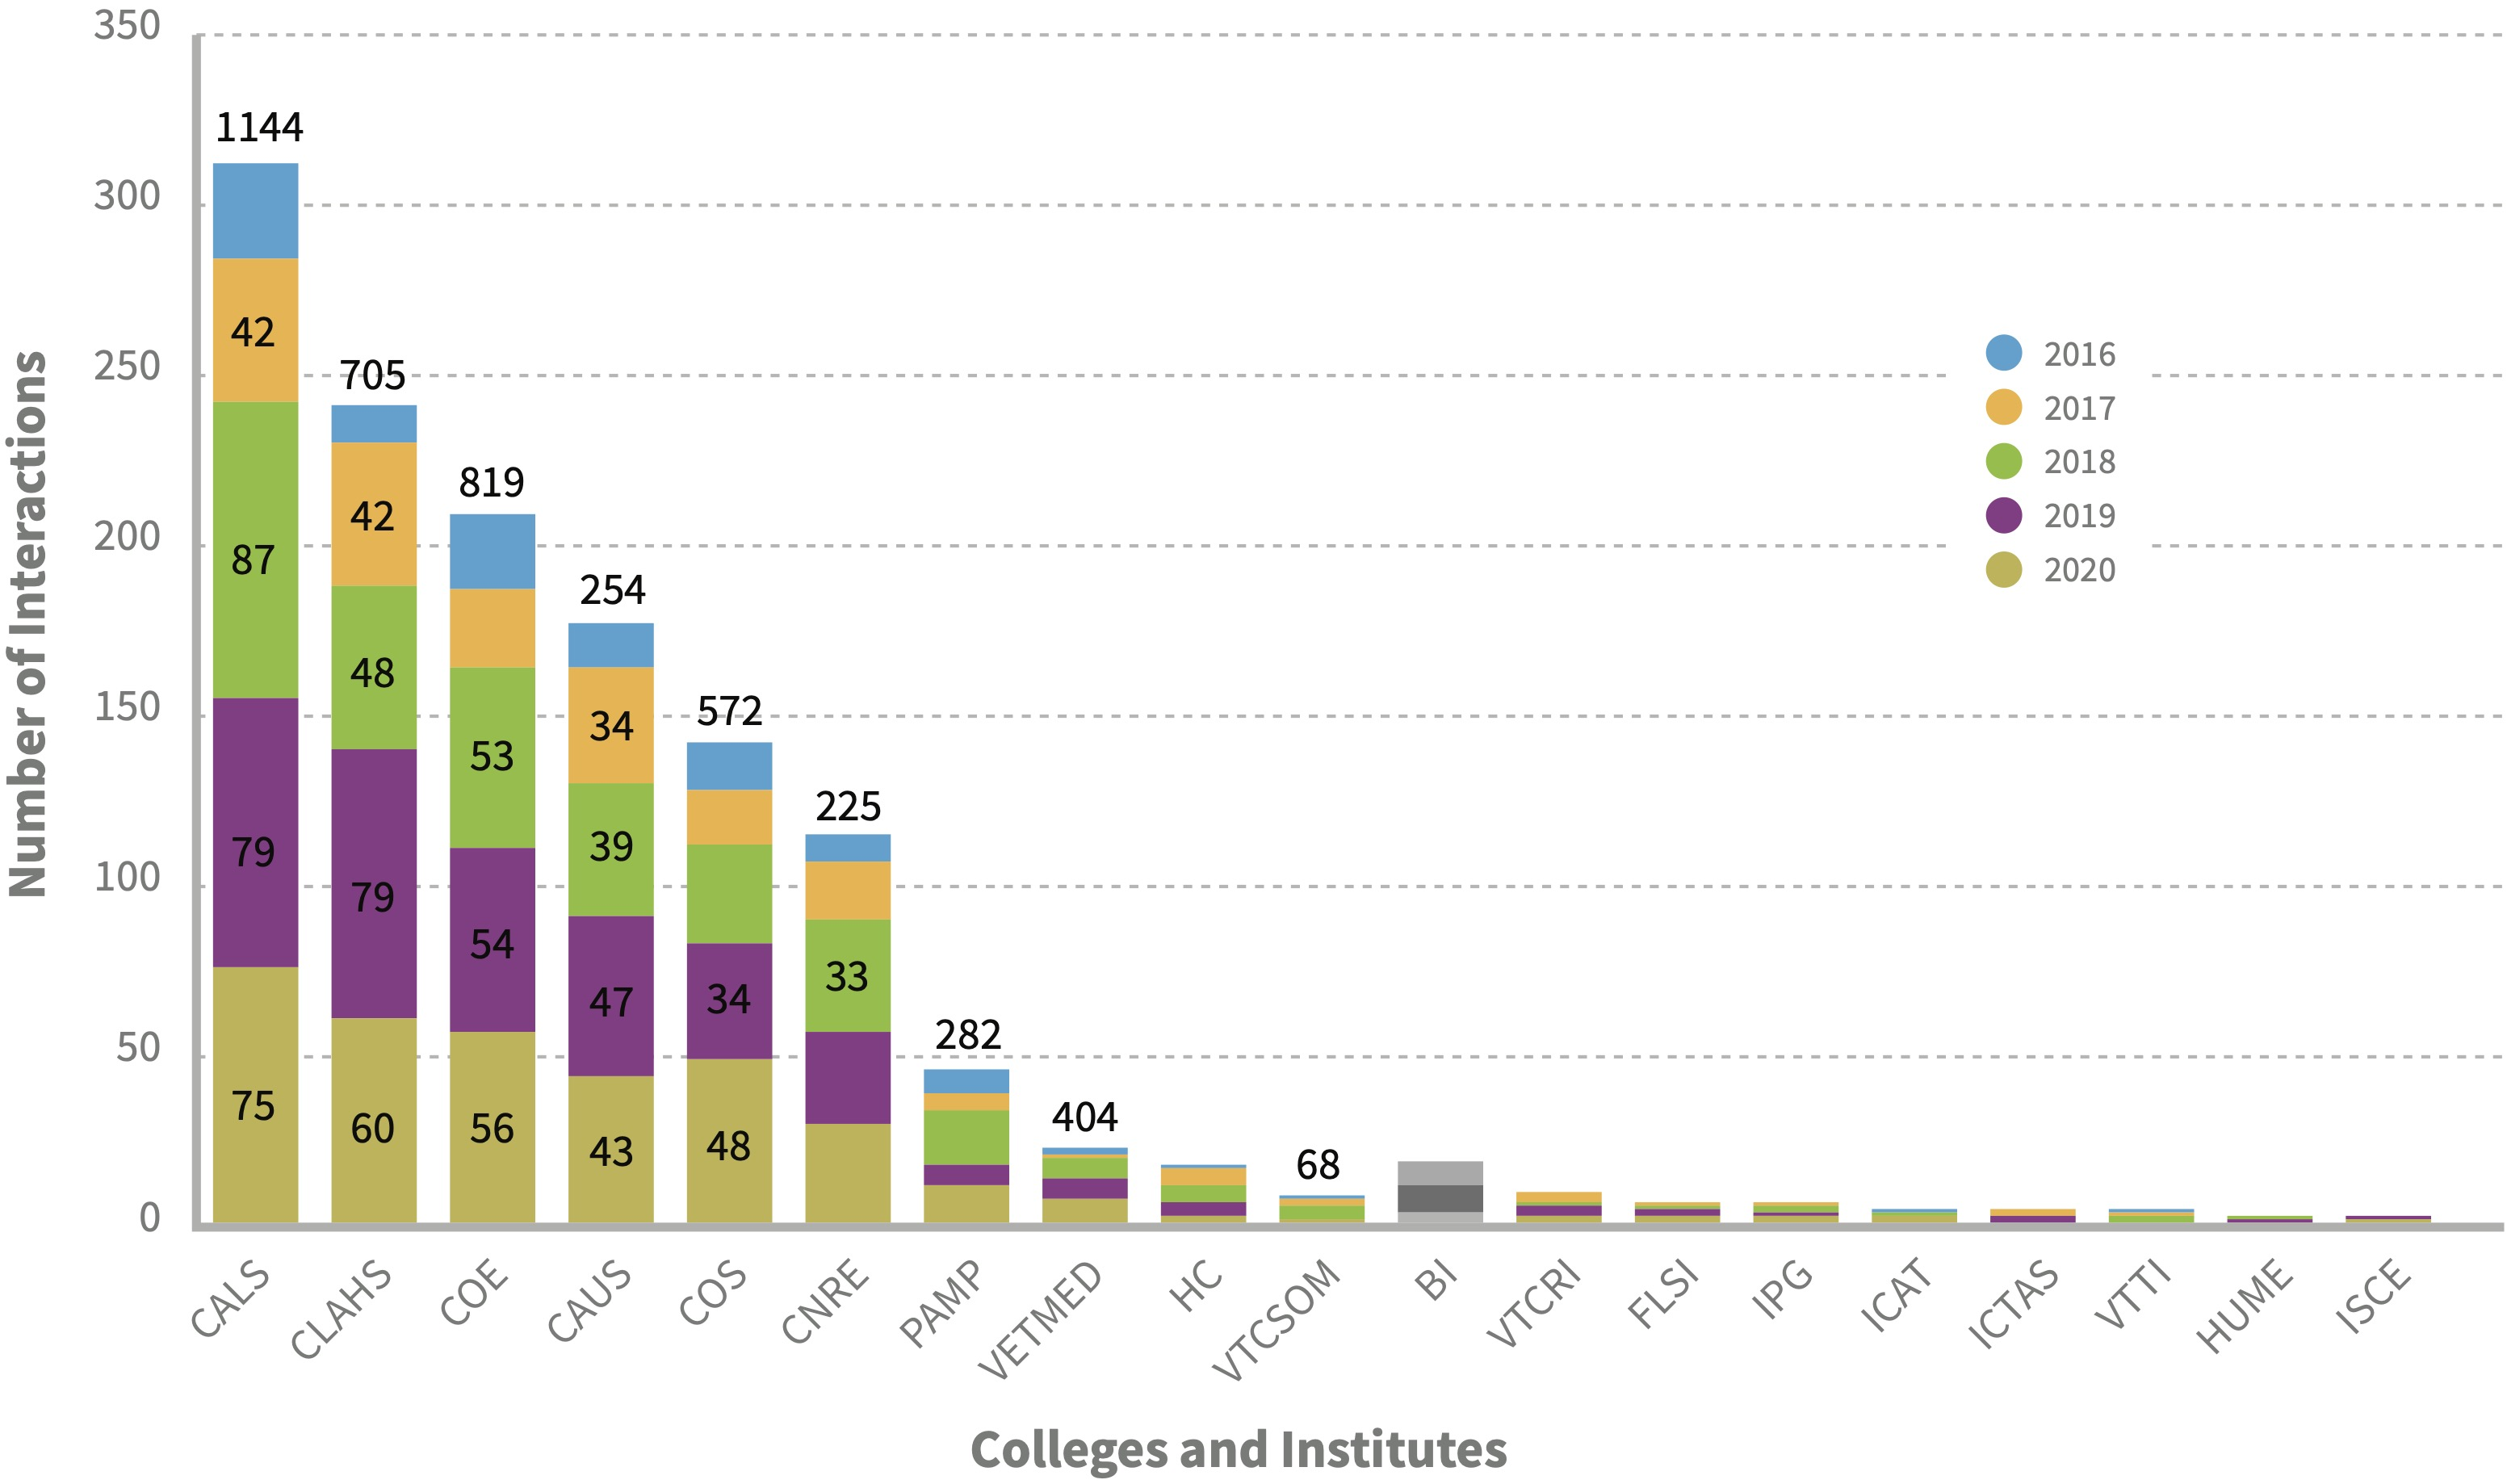 350
300
250
200
150
100
50
0
Number of Interactions
1144
42
87
79
75
705
42
48
79
60
819
53
54
56
254
34
39
47
43
572
34
48
225
33
282
404
68
2016
2017
2018
2019
2020
CALS
CLAHS
COE
CAUS
COS
CNRE
PAMP
VETMED
HC
VTCSOM
BI
VTCRI
FLSI
IPG
ICAT
ICTAS
VTTI
HUME
ISCE
Colleges and Institutes